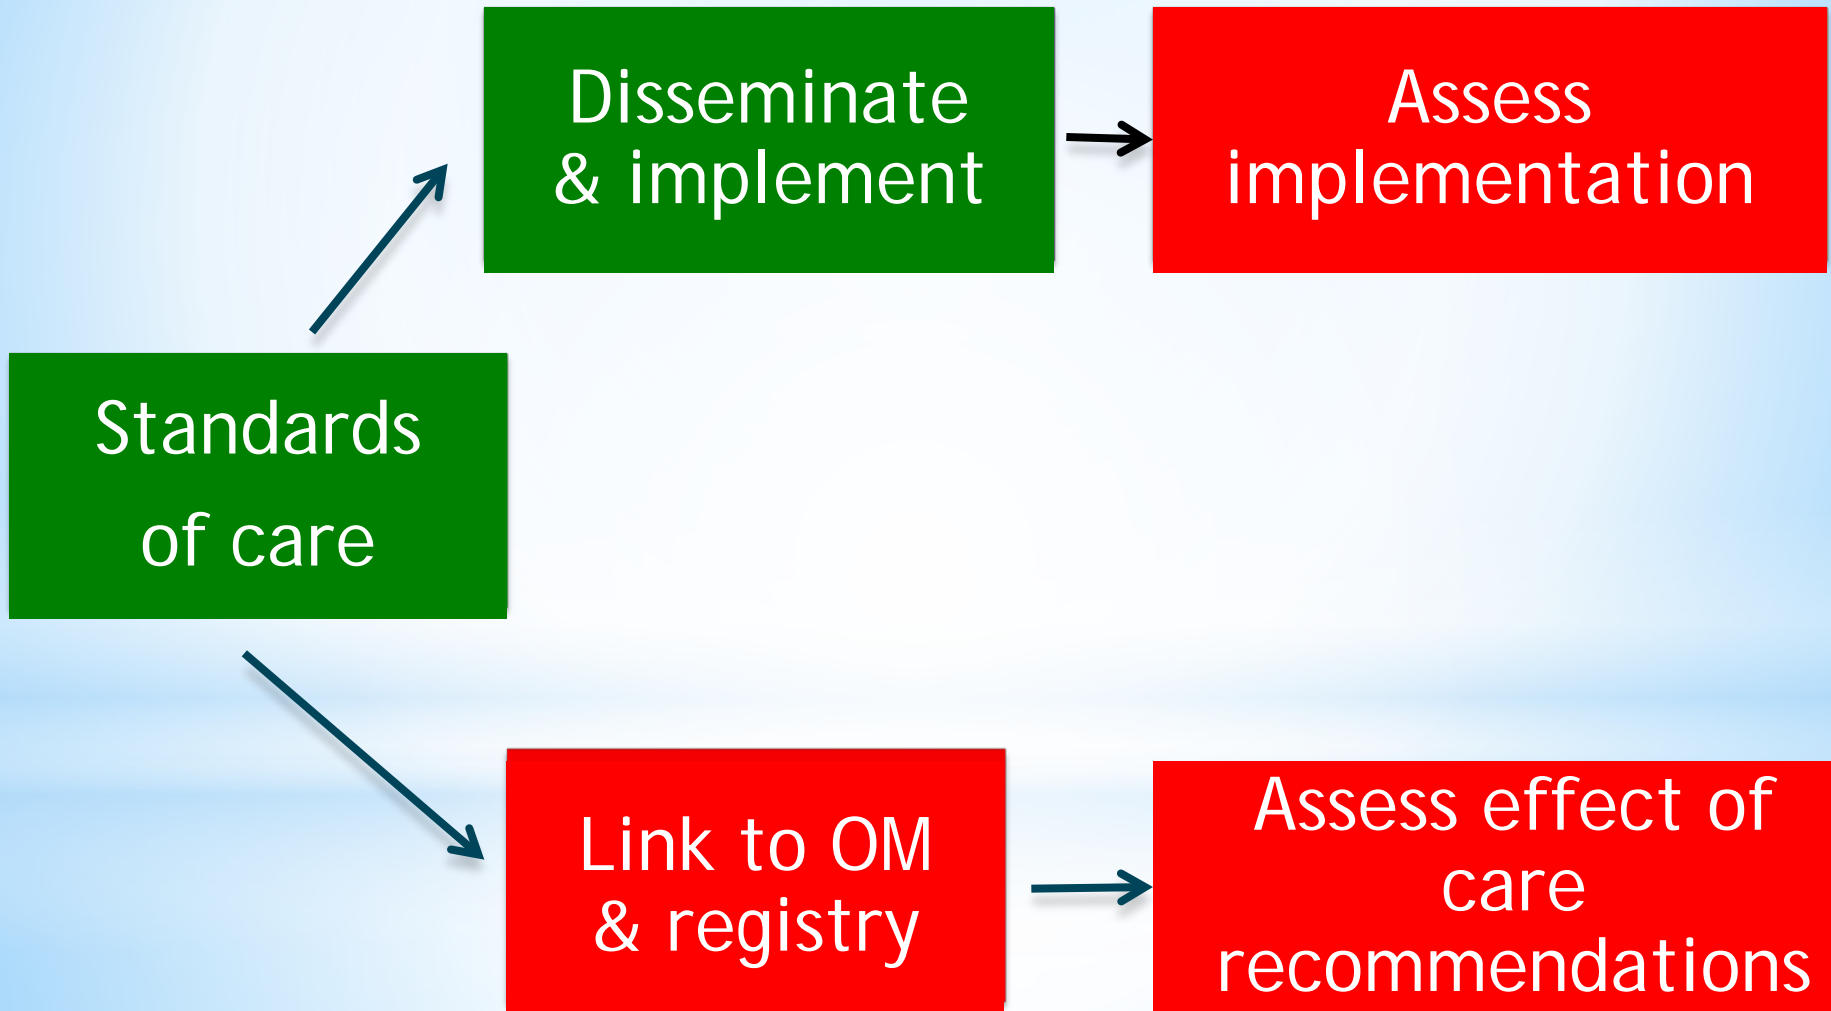 Disseminate
& implement
Assess
implementation
Standards
of care
Link to OM
& registry
Assess effect of
care
recommendations